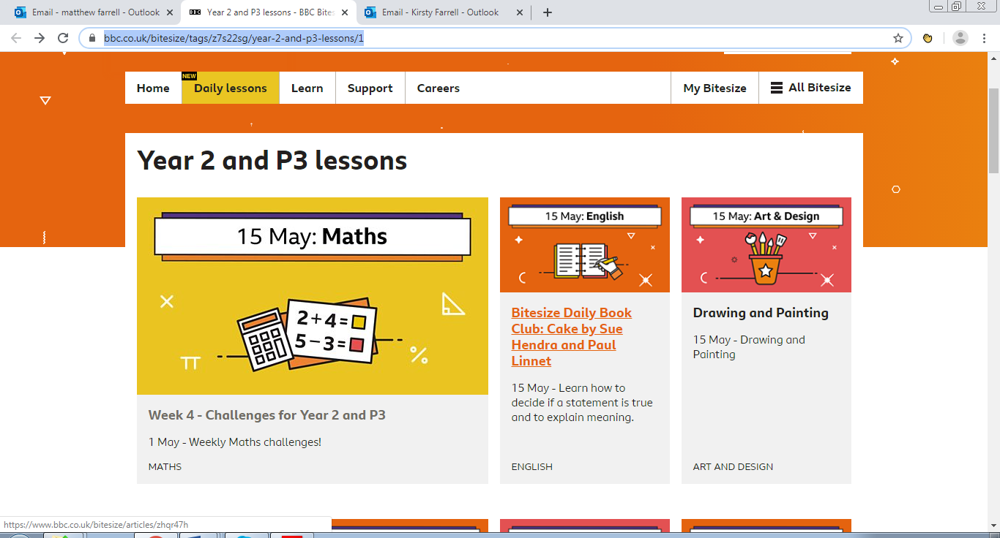 Email - matthew farrell - Outlook
BBC
Year 2 and P3 lessons - BBC Bites
Email - Kirsty Farrell - Outlook
bbc.co.uk/bitesize/tags/z7s22sg/year-2-and-p3-lessons/1
Home
NEW
Daily lessons
Learn
Support
Careers
My Bitesize
All Bitesize
Year 2 and P3 lessons
15 May: Maths
2+4=
5-3=
%
Week 4 - Challenges for Year 2 and P3
1 May - Weekly Maths challenges!
MATHS
15 May: English
Bitesize Daily Book
Club: Cake by Sue
Hendra and Paul
Linnet
15 May - Learn how to
decide if a statement is true
and to explain meaning.
ENGLISH
15 May: Art & Design
Drawing and Painting
15 May - Drawing and
Painting
ART AND DESIGN
https://www.bbc.co.uk/bitesize/articles/zhqr47h